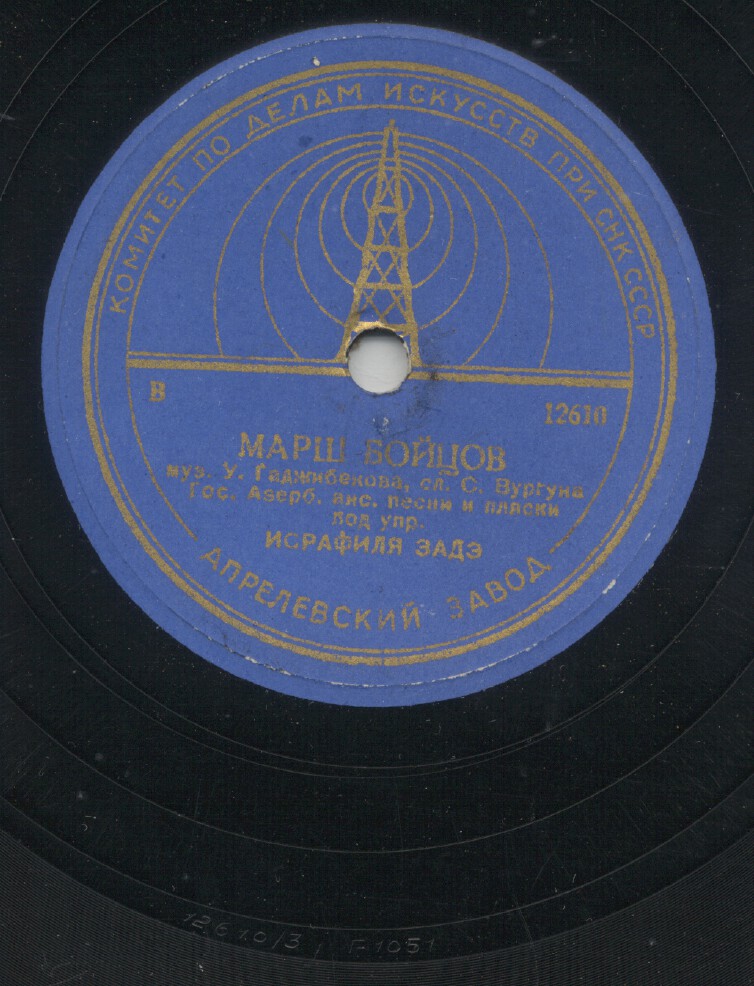 КОМИТЕТ ПО ДЕЛАМ ИСКУССТВ ПРИ СНК СССР
В 12610
МАРШ БОЙЦОВ
муз. У. Гаджибекова, сл. С. Вургуна
Гос. Азерб. анс. песни и пляски
под упр.
ИСРАФИЛЯ ЗАДЭ
АПРЕЛЕВСКИЙ ЗАВОД
12610/3, F1051